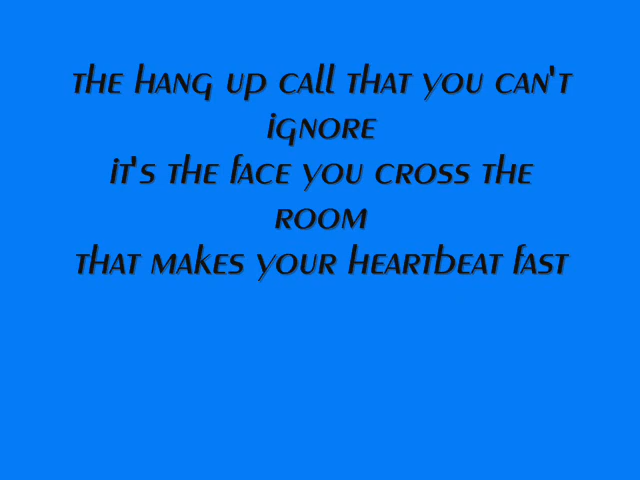 the hang up call that you can't
ignore
it's the face you cross the
room
that makes your heartbeat fast